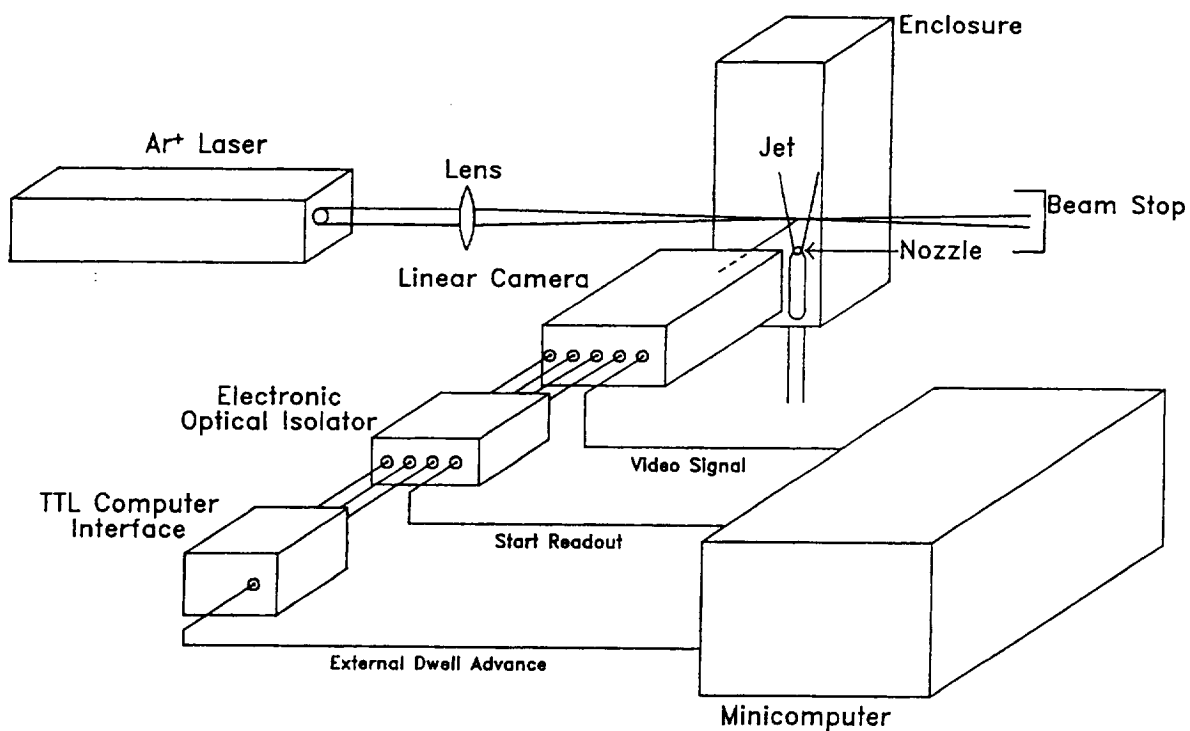 Enclosure
Ar+ Laser
Jet
Lens
Beam Stop
Nozzle
Linear Camera
Electronic
Optical Isolator
Video Signal
TTL Computer
Interface
Start Readout
External Dwell Advance
Minicomputer